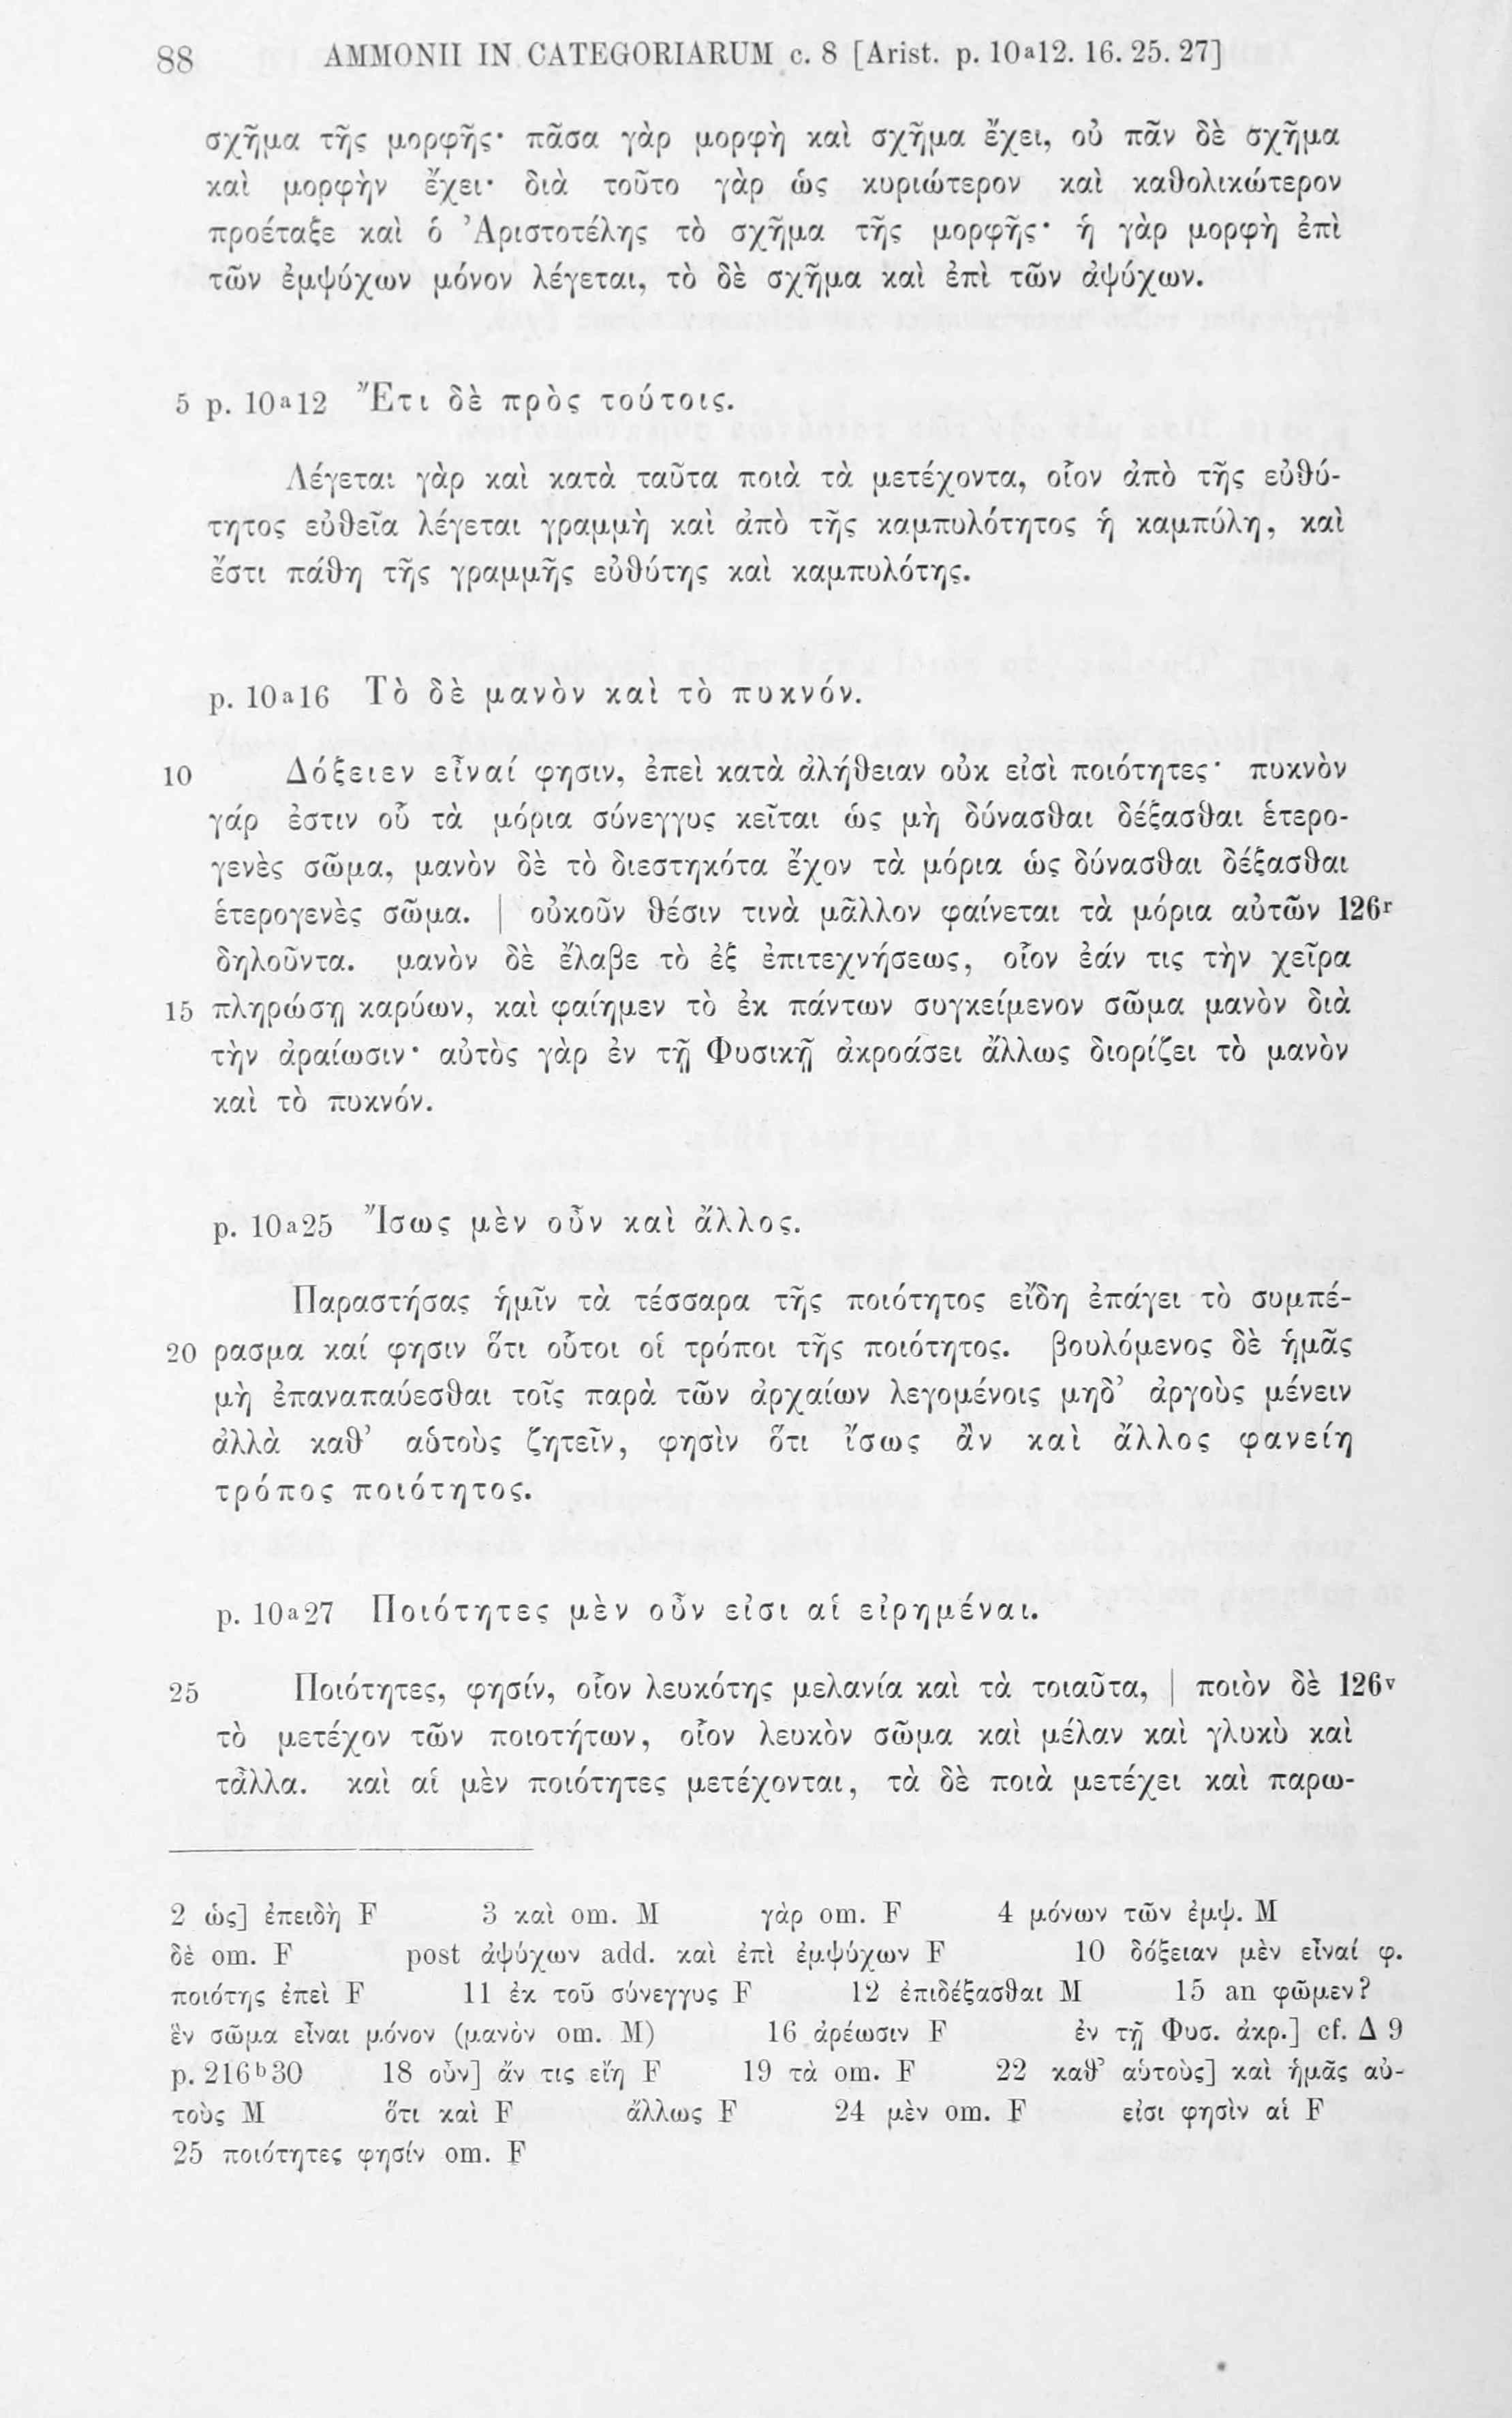 88 AMMONII IN CATEGORIARUM c. 8 [Arist. p. 10a12. 16. 25. 27]
σχῆμα τῆς μορφῆς· πᾶσα γὰρ μορφὴ καὶ σχῆμα ἔχει, οὐ πᾶν δὲ σχῆμα
καὶ μορφὴν ἔχει· διὰ τοῦτο γὰρ ὡς κυριώτερον καὶ καθολικώτερον
προέταξε καὶ ὁ Ἀριστοτέλης τὸ σχῆμα τῆς μορφῆς· ἡ γὰρ μορφὴ ἐπὶ
τῶν ἐμψύχων μόνον λέγεται, τὸ δὲ σχῆμα καὶ ἐπὶ τῶν ἀψύχων.
5 p. 10a12 Ἔτι δὲ πρὸς τούτοις.
Λέγεται γὰρ καὶ κατὰ ταῦτα ποιὰ τὰ μετέχοντα, οἷον ἀπὸ τῆς εὐθύ-
τητος εὐθεῖα λέγεται γραμμὴ καὶ ἀπὸ τῆς καμπυλότητος ἡ καμπύλη, καὶ
ἔστι πάθη τῆς γραμμῆς εὐθύτης καὶ καμπυλότης.
p. 10a16 Τὸ δὲ μανὸν καὶ τὸ πυκνόν.
10 Δόξειεν εἶναί φησιν, ἐπεὶ κατὰ ἀλήθειαν οὐκ εἰσὶ ποιότητες· πυκνὸν
γάρ ἐστιν οὗ τὰ μόρια σύνεγγυς κεῖται ὡς μὴ δύνασθαι δέξασθαι ἑτερο-
γενὲς σῶμα, μανὸν δὲ τὸ διεστηκότα ἔχον τὰ μόρια ὡς δύνασθαι δέξασθαι
ἑτερογενὲς σῶμα. | οὐκοῦν θέσιν τινὰ μᾶλλον φαίνεται τὰ μόρια αὐτῶν 126r
δηλοῦντα. μανὸν δὲ ἔλαβε τὸ ἐξ ἐπιτεχνήσεως, οἷον ἐάν τις τὴν χεῖρα
15 πληρώσῃ καρύων, καὶ φαίημεν τὸ ἐκ πάντων συγκείμενον σῶμα μανὸν διὰ
τὴν ἀραίωσιν· αὐτὸς γὰρ ἐν τῇ Φυσικῇ ἀκροάσει ἄλλως διορίζει τὸ μανὸν
καὶ τὸ πυκνόν.
p. 10a25 Ἴσως μὲν οὖν καὶ ἄλλος.
Παραστήσας ἡμῖν τὰ τέσσαρα τῆς ποιότητος εἴδη ἐπάγει τὸ συμπέ-
20 ρασμα καί φησιν ὅτι οὗτοι οἱ τρόποι τῆς ποιότητος. βουλόμενος δὲ ἡμᾶς
μὴ ἐπαναπαύεσθαι τοῖς παρὰ τῶν ἀρχαίων λεγομένοις μηδ’ ἀργοὺς μένειν
ἀλλὰ καθ’ αὑτοὺς ζητεῖν, φησὶν ὅτι ἴσως ἂν καὶ ἄλλος φανείη
τρόπος ποιότητος.
p. 10a27 Ποιότητες μὲν οὖν εἰσι αἱ εἰρημέναι.
25 Ποιότητες, φησίν, οἷον λευκότης μελανία καὶ τὰ τοιαῦτα, | ποιὸν δὲ 126v
τὸ μετέχον τῶν ποιοτήτων, οἷον λευκὸν σῶμα καὶ μέλαν καὶ γλυκὺ καὶ
τἆλλα. καὶ αἱ μὲν ποιότητες μετέχονται, τὰ δὲ ποιὰ μετέχει καὶ παρω-
2 ὡς] ἐπειδὴ F 3 καὶ om. M γὰρ om. F 4 μόνων τῶν ἐμψ. M
δὲ om. F post ἀψύχων add. καὶ ἐπὶ ἐμψύχων F 10 δόξειαν μὲν εἶναί φ.
ποιότης ἐπεὶ F 11 ἐκ τοῦ σύνεγγυς F 12 ἐπιδέξασθαι M 15 an φῶμεν?
ἓν σῶμα εἶναι μόνον (μανὸν om. M) 16 ἀρέωσιν F ἐν τῇ Φυσ. ἀκρ.] cf. Δ 9
p. 216b30 18 οὖν] ἄν τις εἴη F 19 τὰ om. F 22 καθ’ αὑτοὺς] καὶ ἡμᾶς αὐ-
τοὺς M ὅτι καὶ F ἄλλως F 24 μὲν om. F εἰσι φησὶν αἱ F
25 ποιότητες φησίν om. F